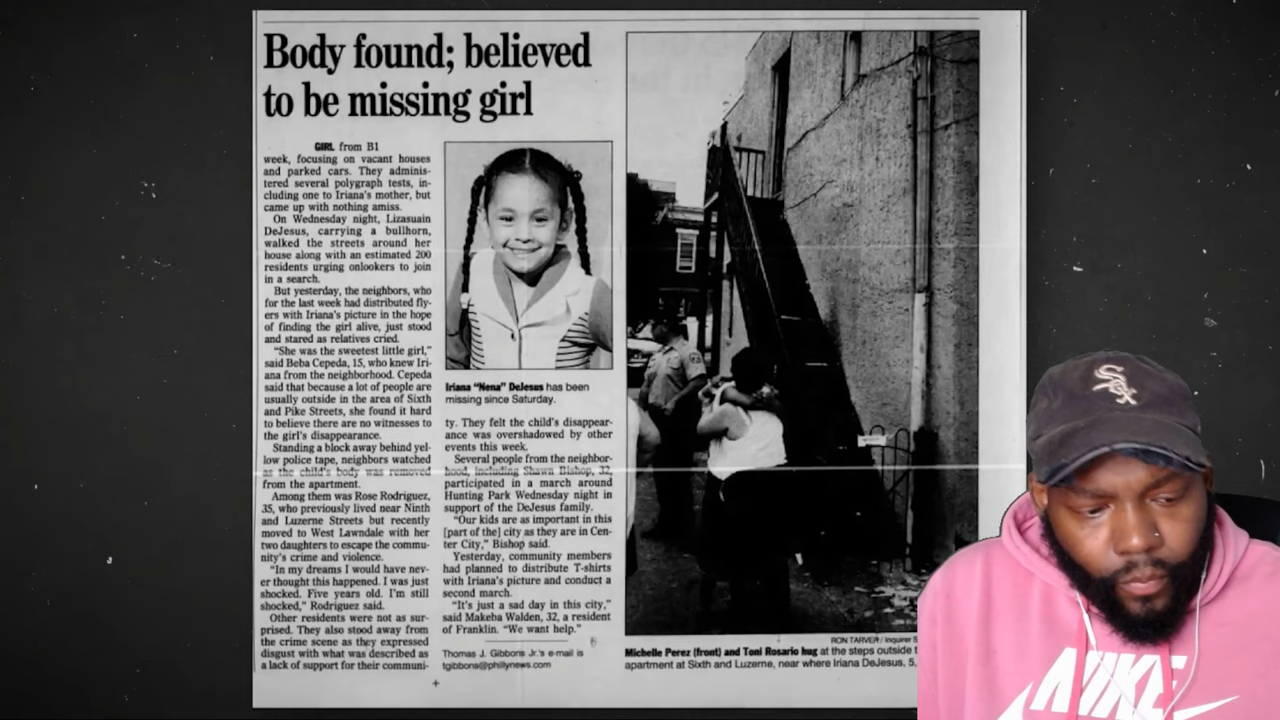 Body found; believed
to be missing girl
GIRL from B1
week, focusing on vacant houses
and parked cars. They adminis-
tered several polygraph tests, in-
cluding one to Iriana's mother, but
came up with nothing amiss.
On Wednesday night, Lizasuain
DeJesus, carrying a bullhorn,
walked the streets around her
house along with an estimated 200
residents urging onlookers to join
in a search.
But yesterday, the neighbors, who
for the last week had distributed fly-
ers with Iriana's picture in the hope
of finding the girl alive, just stood
and stared as relatives cried.
"She was the sweetest little girl,"
said Beba Cepeda, 15, who knew Iri-
ana from the neighborhood. Cepeda
said that because a lot of people are
usually outside in the area of Sixth
and Pike Streets, she found it hard
to believe there are no witnesses to
the girl's disappearance.
Standing a block away behind yel-
low police tape, neighbors watched
as the child's body was removed
from the apartment.
Among them was Rose Rodriguez,
35, who previously lived near Ninth
and Luzerne Streets but recently
moved to West Lawndale with her
two daughters to escape the commu-
nity's crime and violence.
"In my dreams I would have nev-
er thought this happened. I was just
shocked. Five years old. I'm still
shocked," Rodriguez said.
Other residents were not as sur-
prised. They also stood away from
the crime scene as they expressed
disgust with what was described as
a lack of support for their communi-
Iriana "Nena" DeJesus has been
missing since Saturday.
ty. They felt the child's disappear-
ance was overshadowed by other
events this week.
Several people from the neighbor-
hood, including Shawn Bishop, 32,
participated in a march around
Hunting Park Wednesday night in
support of the DeJesus family.
"Our kids are as important in this
[part of the] city as they are in Cen-
ter City," Bishop said.
Yesterday, community members
had planned to distribute T-shirts
with Iriana's picture and conduct a
second march.
"It's just a sad day in this city,"
said Makeba Walden, 32, a resident
of Franklin. "We want help."
Thomas J. Gibbons Jr.'s e-mail is
tgibbons@phillynews.com
RON TARVER / Inquirer S
Michelle Perez (front) and Toni Rosario hug at the steps outside t
apartment at Sixth and Luzerne, near where Iriana DeJesus, 5,
SOX
NIKE